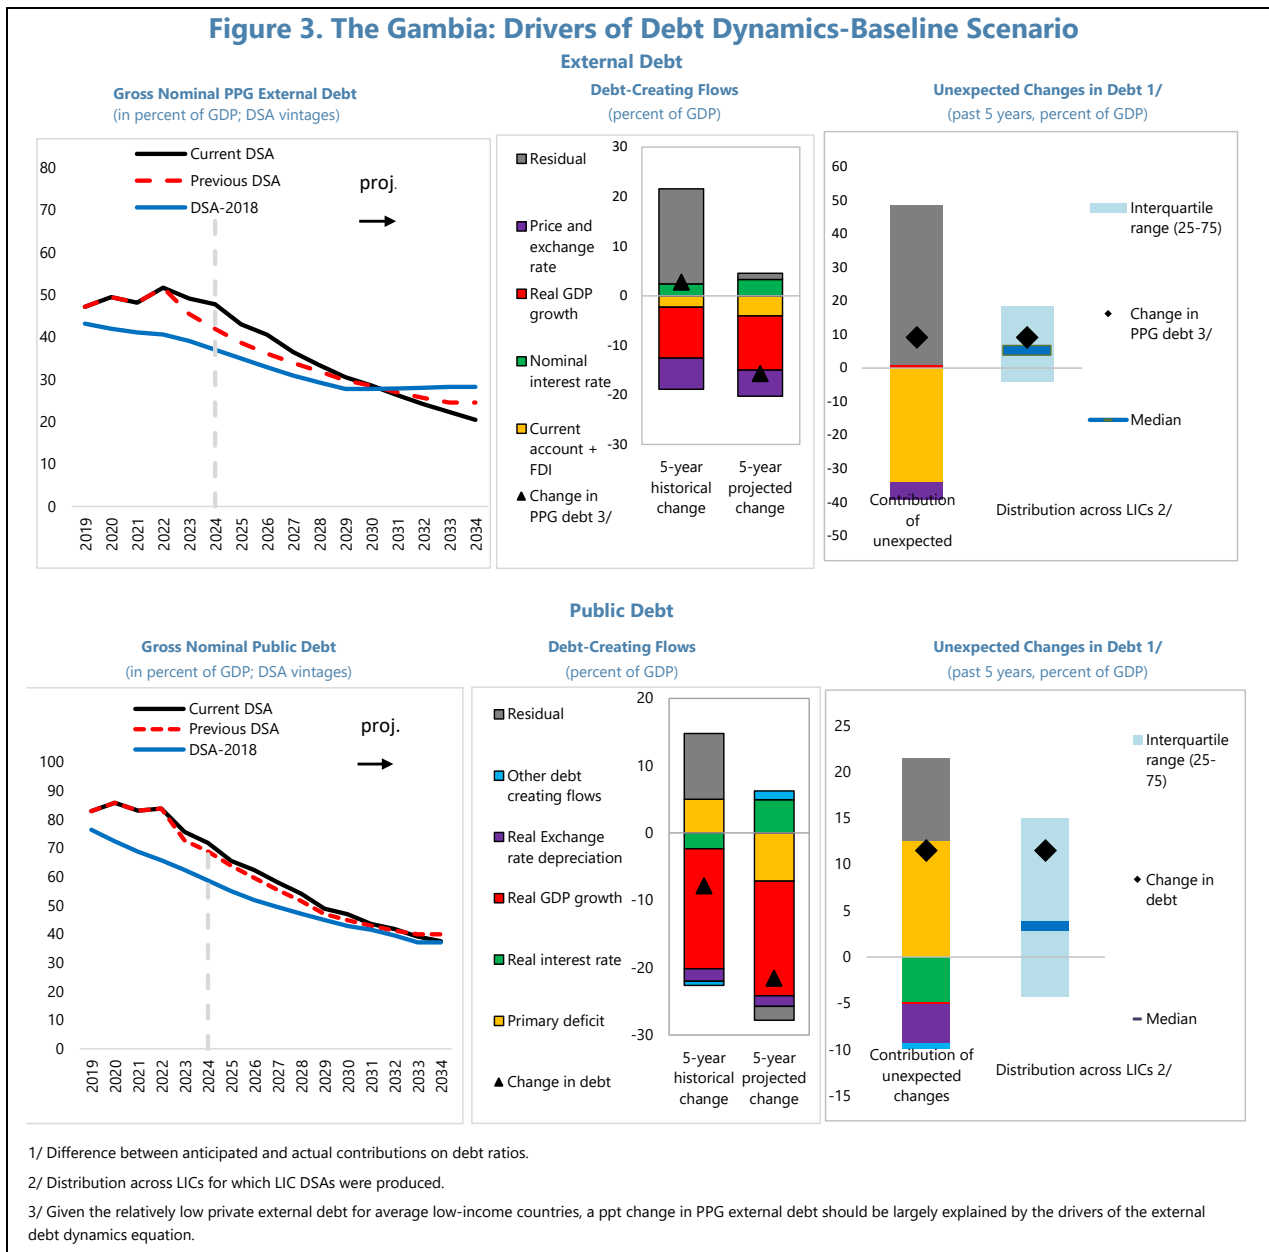 Figure 3. The Gambia: Drivers of Debt Dynamics-Baseline Scenario
External Debt
Gross Nominal PPG External Debt
(in percent of GDP; DSA vintages)
Current DSA
Previous DSA
DSA-2018
proj.
80
70
60
50
40
30
20
10
0
2019
2020
2021
2022
2023
2024
2025
2026
2027
2028
2029
2030
2031
2032
2033
2034
Debt-Creating Flows
(percent of GDP)
Residual
Price and
exchange
rate
Real GDP
growth
Nominal
interest rate
Current
account +
FDI
Change in
PPG debt 3/
30
20
10
0
-10
-20
-30
5-year
historical
change
5-year
projected
change
Unexpected Changes in Debt 1/
(past 5 years, percent of GDP)
60
50
40
30
20
10
0
-10
-20
-30
-40
-50
Contribution
of
unexpected
Distribution across LICs 2/
Interquartile
range (25-75)
Change in
PPG debt 3/
Median
Public Debt
Gross Nominal Public Debt
(in percent of GDP; DSA vintages)
Current DSA
Previous DSA
DSA-2018
proj.
100
90
80
70
60
50
40
30
20
10
0
2019
2020
2021
2022
2023
2024
2025
2026
2027
2028
2029
2030
2031
2032
2033
2034
Debt-Creating Flows
(percent of GDP)
Residual
Other debt
creating flows
Real Exchange
rate depreciation
Real GDP growth
Real interest rate
Primary deficit
Change in debt
20
10
0
-10
-20
-30
5-year
historical
change
5-year
projected
change
Unexpected Changes in Debt 1/
(past 5 years, percent of GDP)
25
20
15
10
5
0
-5
-10
-15
Contribution of
unexpected
changes
Distribution across LICs 2/
Interquartile
range (25-
75)
Change in
debt
Median
1/ Difference between anticipated and actual contributions on debt ratios.
2/ Distribution across LICs for which LIC DSAs were produced.
3/ Given the relatively low private external debt for average low-income countries, a ppt change in PPG external debt should be largely explained by the drivers of the external
debt dynamics equation.